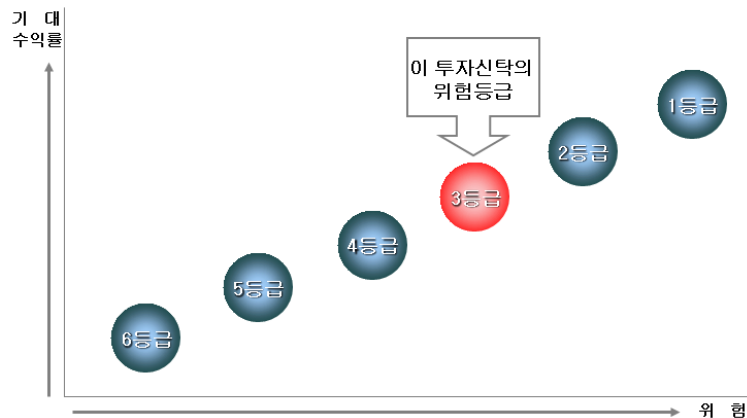 기 대
수익률
이 투자신탁의
위험등급
1등급
2등급
3등급
4등급
5등급
6등급
위 험